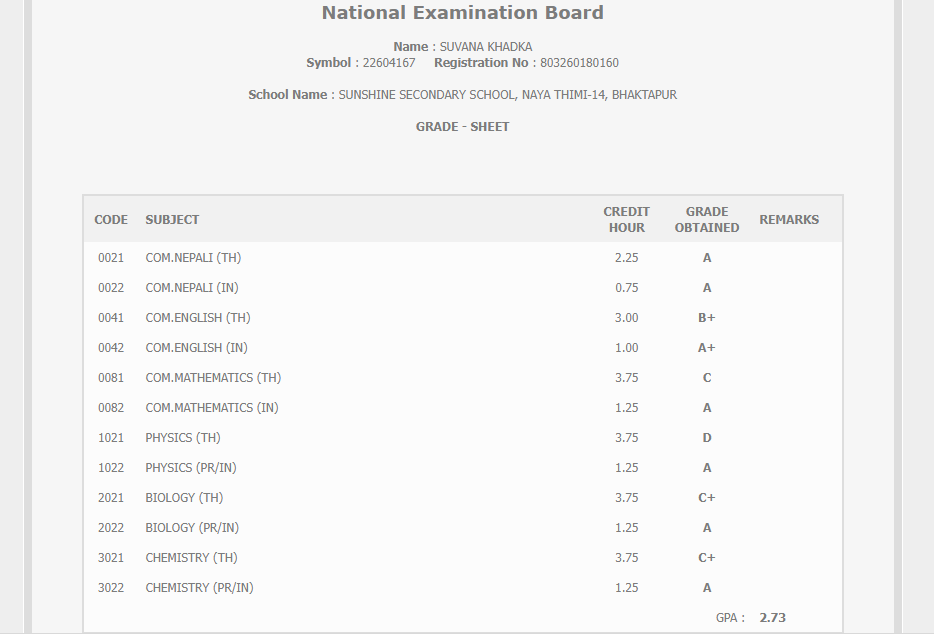 National Examination Board
Name : SUVANA KHADKA
Symbol : 22604167 Registration No : 803260180160
School Name : SUNSHINE SECONDARY SCHOOL, NAYA THIMI-14, BHAKTAPUR
GRADE - SHEET
CODE SUBJECT CREDIT HOUR GRADE OBTAINED REMARKS
0021 COM.NEPALI (TH) 2.25 A
0022 COM.NEPALI (IN) 0.75 A
0041 COM.ENGLISH (TH) 3.00 B+
0042 COM.ENGLISH (IN) 1.00 A+
0081 COM.MATHEMATICS (TH) 3.75 C
0082 COM.MATHEMATICS (IN) 1.25 A
1021 PHYSICS (TH) 3.75 D
1022 PHYSICS (PR/IN) 1.25 A
2021 BIOLOGY (TH) 3.75 C+
2022 BIOLOGY (PR/IN) 1.25 A
3021 CHEMISTRY (TH) 3.75 C+
3022 CHEMISTRY (PR/IN) 1.25 A
GPA : 2.73